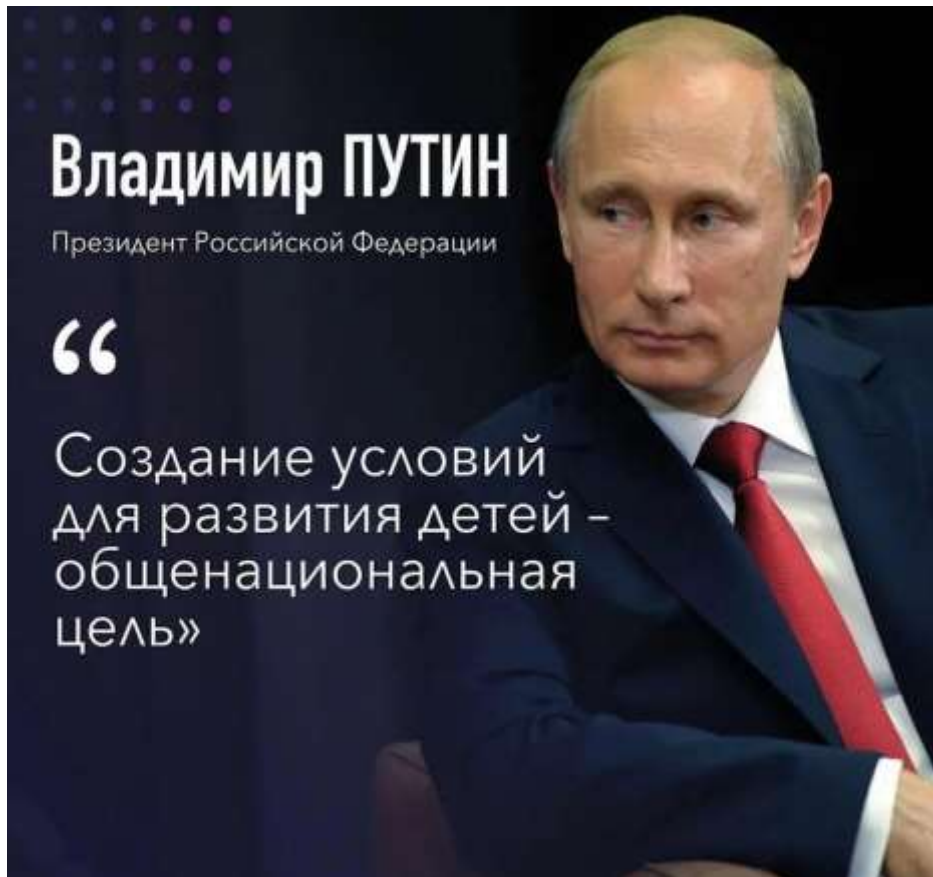 Владимир ПУТИН
Президент Российской Федерации
“
Создание условий
для развития детей –
общенациональная
цель»